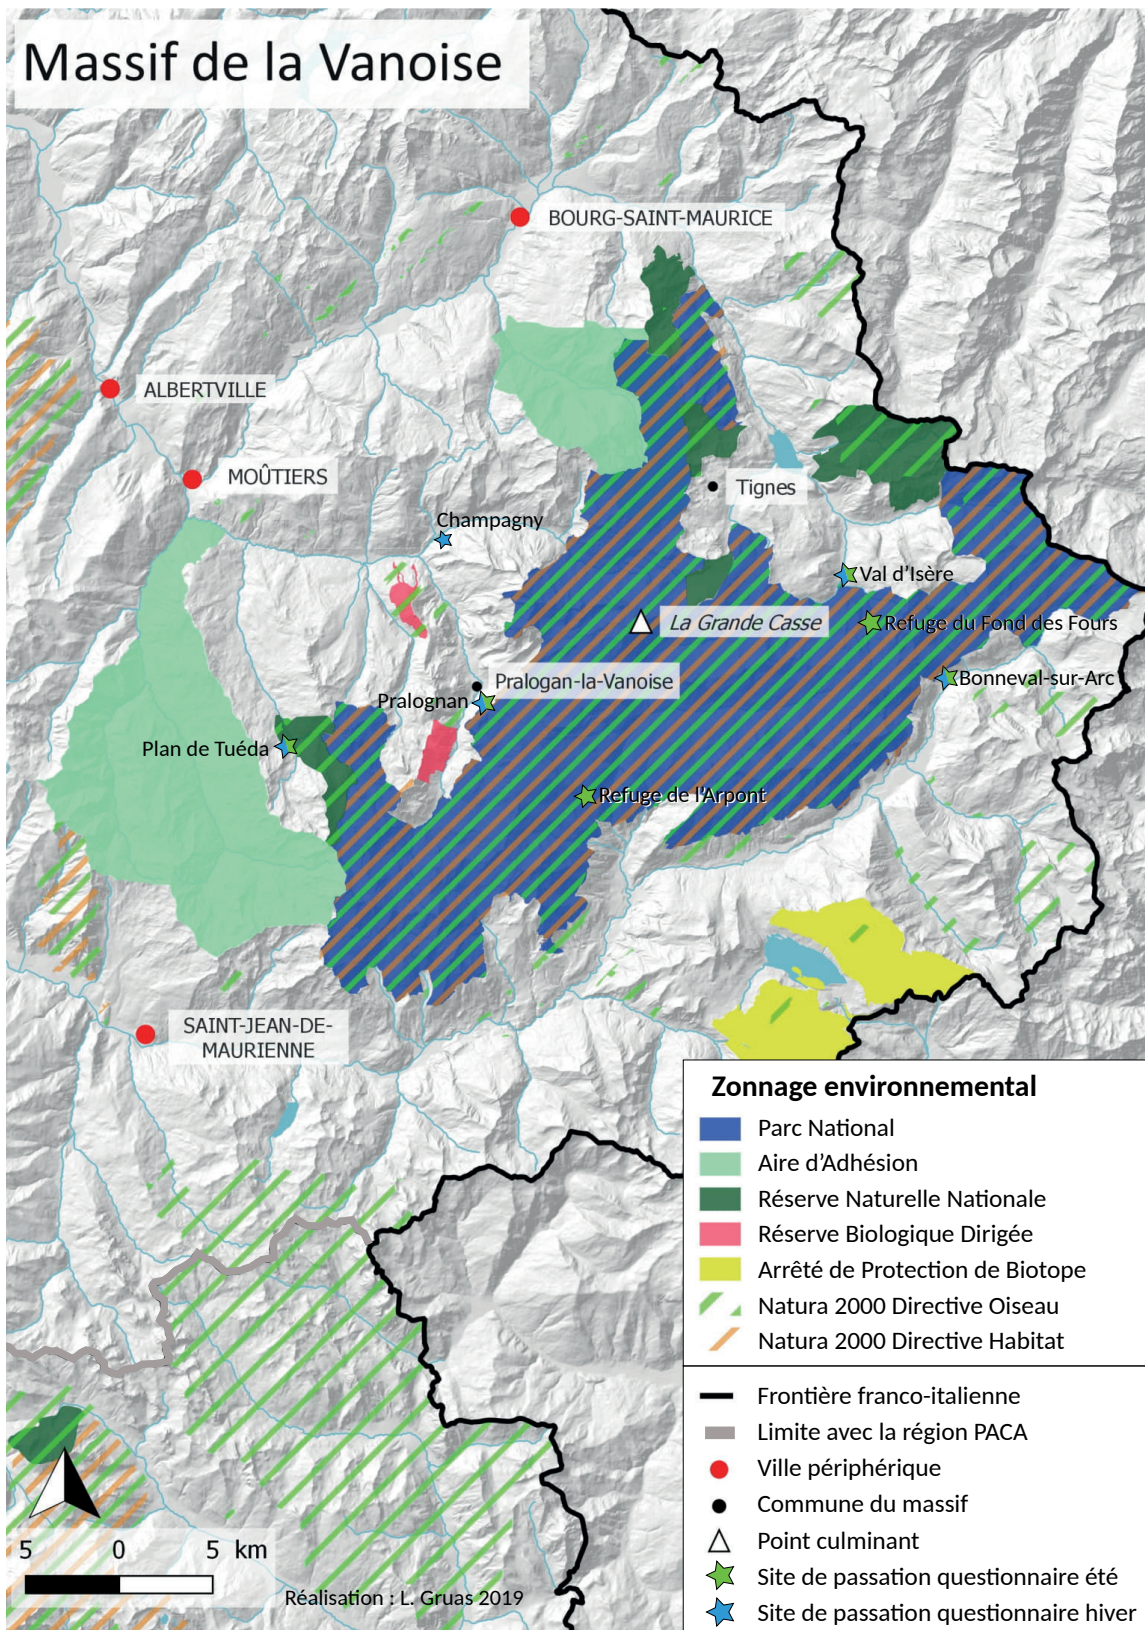 Massif de la Vanoise
BOURG-SAINT-MAURICE
ALBERTVILLE
MOÛTIERS
Tignes
Champagny
Val d'Isère
La Grande Casse
Refuge du Fond des Fours
Pralogan-la-Vanoise
Bonneval-sur-Arc
Pralognan
Plan de Tuéda
Refuge de l'Arpont
SAINT-JEAN-DE-
MAURIENNE
Zonnage environnemental
Parc National
Aire d'Adhésion
Réserve Naturelle Nationale
Réserve Biologique Dirigée
Arrêté de Protection de Biotope
Natura 2000 Directive Oiseau
Natura 2000 Directive Habitat
Frontière franco-italienne
Limite avec la région PACA
Ville périphérique
Commune du massif
Point culminant
Site de passation questionnaire été
Site de passation questionnaire hiver
5 0 5 km
Réalisation : L. Gruas 2019